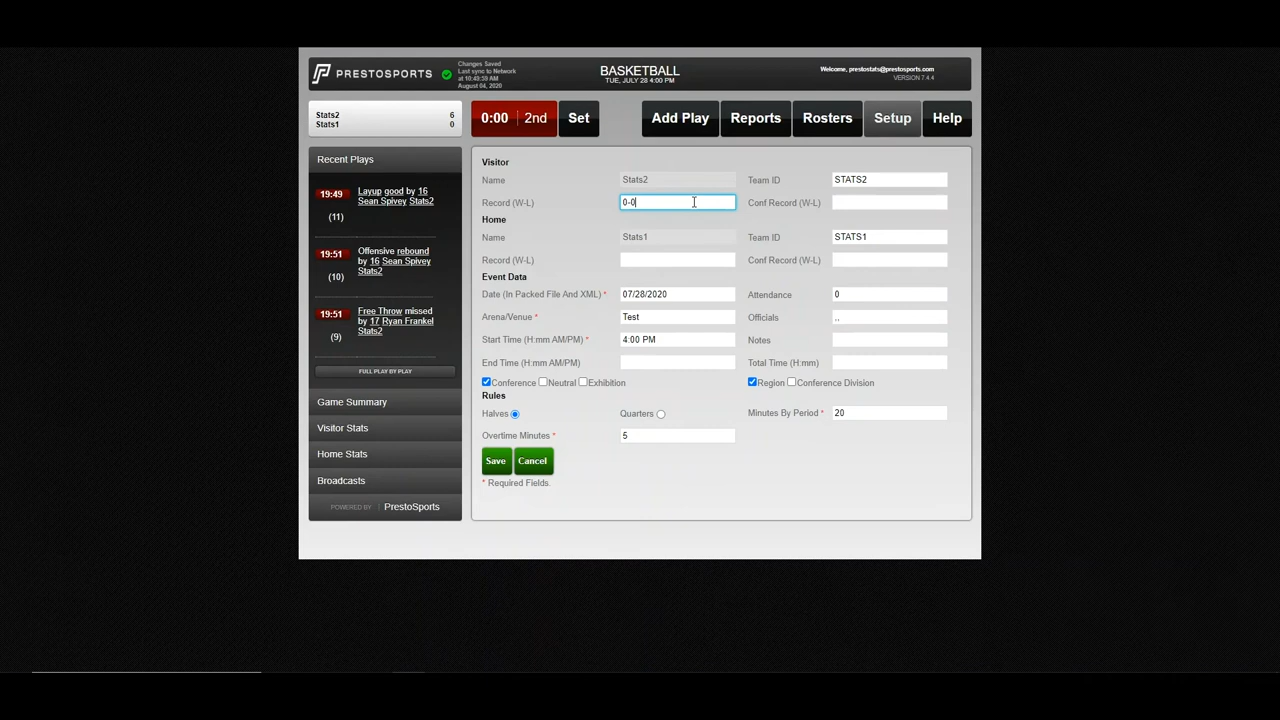 PRESTOSPORTS
Changes Saved
Last sync to Network
at 10:43:59 AM
August 04, 2020
BASKETBALL
TUE, JULY 28 4:00 PM
Welcome, prestostats@prestosports.com
VERSION 7.4.4
Stats2 6
Stats1 0
0:00 2nd Set
Add Play Reports Rosters Setup Help
Recent Plays
19:49
(11)
Layup good by 16
Sean Spivey Stats2
19:51
(10)
Offensive rebound
by 16 Sean Spivey
Stats2
19:51
(9)
Free Throw missed
by 17 Ryan Frankel
Stats2
FULL PLAY BY PLAY
Game Summary
Visitor Stats
Home Stats
Broadcasts
POWERED BY PrestoSports
Visitor
Name Stats2 Team ID STATS2
Record (W-L) 0-0 Conf Record (W-L)
Home
Name Stats1 Team ID STATS1
Record (W-L) Conf Record (W-L)
Event Data
Date (In Packed File And XML) * 07/28/2020 Attendance 0
Arena/Venue * Test Officials ,,
Start Time (H:mm AM/PM) * 4:00 PM Notes
End Time (H:mm AM/PM) Total Time (H:mm)
Conference Neutral Exhibition Region Conference Division
Rules
Halves Quarters Minutes By Period * 20
Overtime Minutes * 5
Save Cancel
* Required Fields.